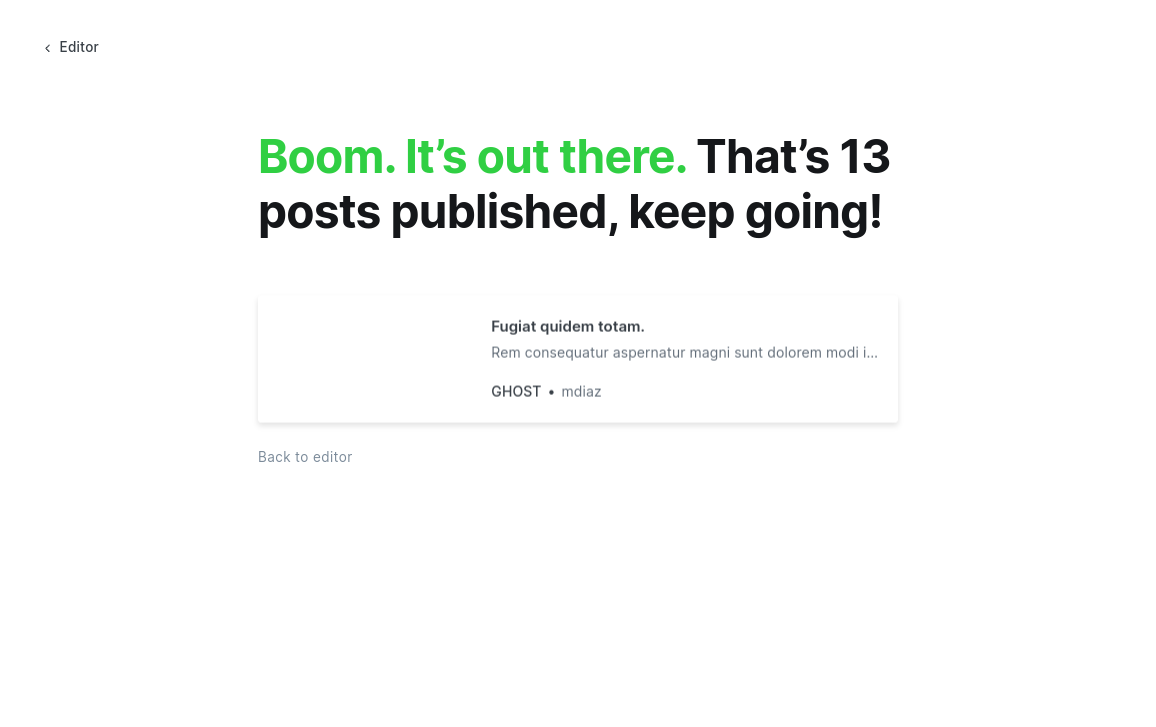 Editor
Boom. It’s out there. That’s 13
posts published, keep going!
Fugiat quidem totam.
Rem consequatur aspernatur magni sunt dolorem modi i...
GHOST • mdiaz
Back to editor